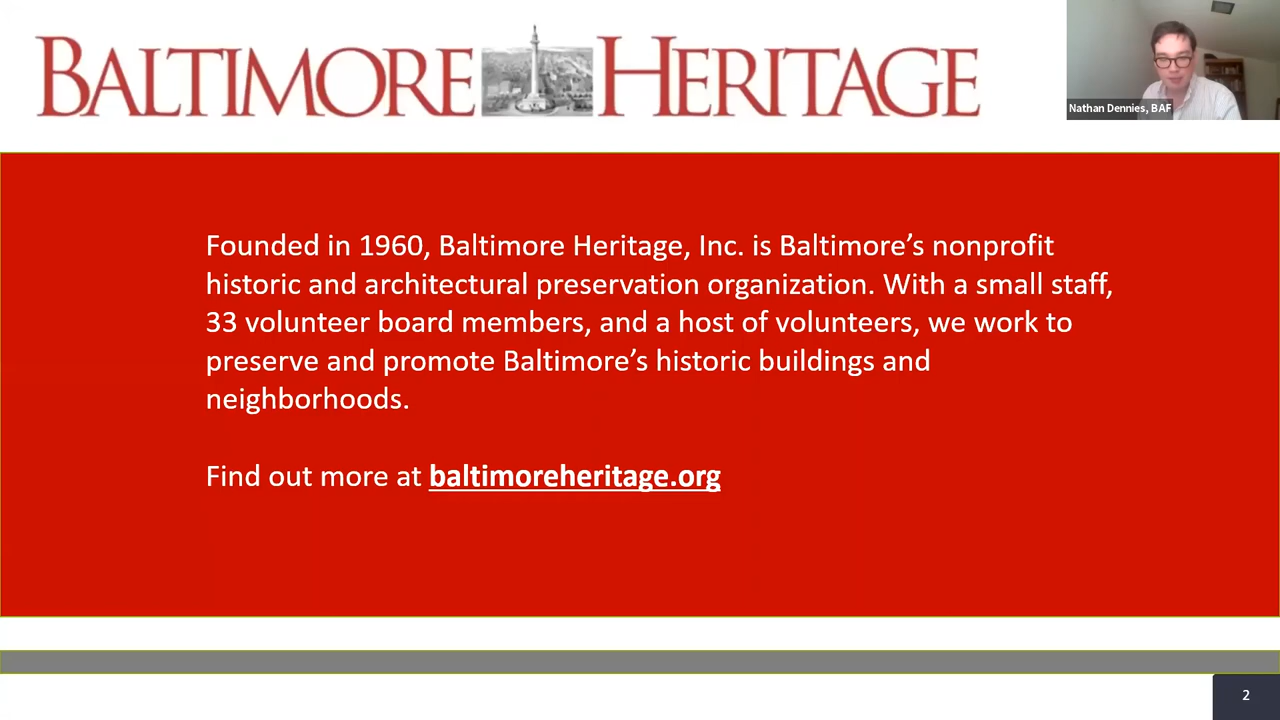 BALTIMORE HERITAGE
Nathan Dennies, BAF
Founded in 1960, Baltimore Heritage, Inc. is Baltimore’s nonprofit
historic and architectural preservation organization. With a small staff,
33 volunteer board members, and a host of volunteers, we work to
preserve and promote Baltimore’s historic buildings and
neighborhoods.
Find out more at baltimoreheritage.org
2